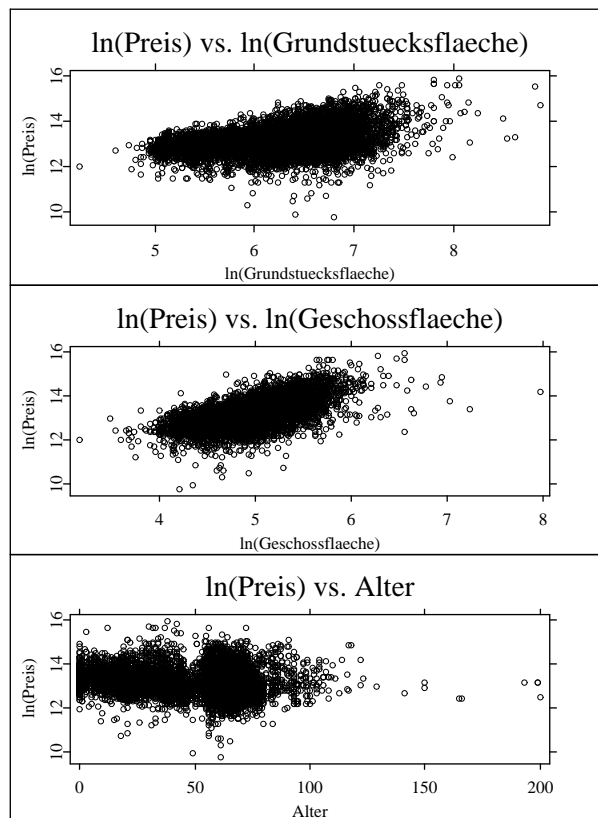 ln(Preis) vs. ln(Grundstuecksflaeche)
ln(Preis)
10 12 14 16
5 6 7 8
ln(Grundstuecksflaeche)
ln(Preis) vs. ln(Geschossflaeche)
ln(Preis)
10 12 14 16
4 5 6 7 8
ln(Geschossflaeche)
ln(Preis) vs. Alter
ln(Preis)
10 12 14 16
0 50 100 150 200
Alter